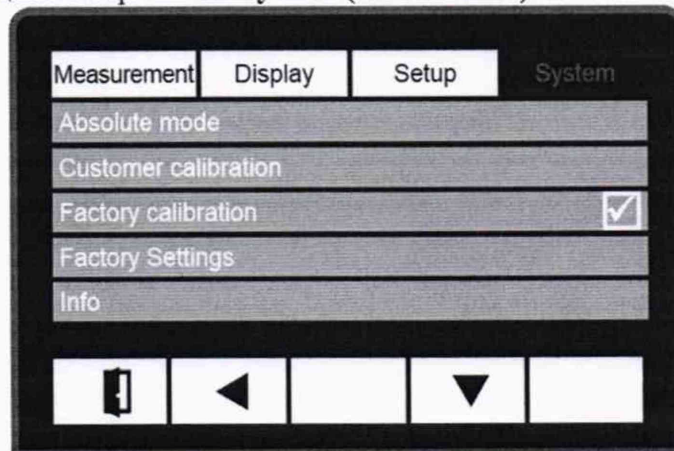 Measurement Display Setup System
Absolute mode
Customer calibration
Factory calibration
Factory Settings
Info